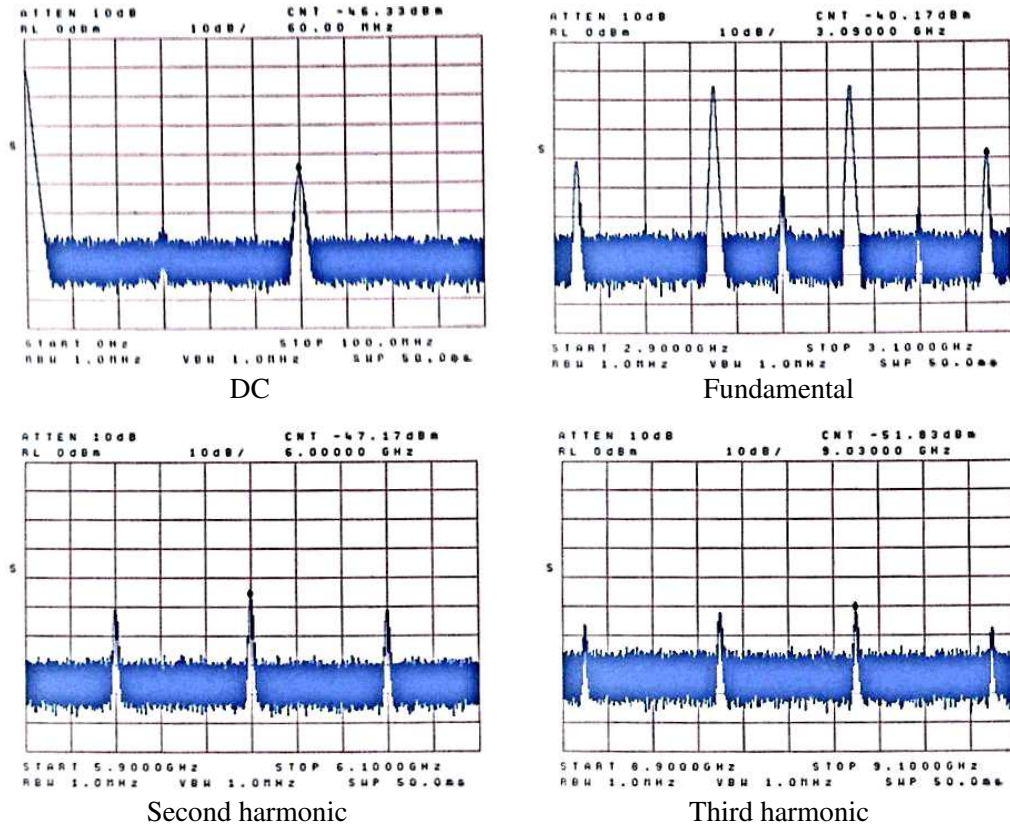 ATTEN 10dB CNT -46.33dBm
RL 0dBm 10dB/ 60.00 MHz
S
START 0Hz STOP 100.0MHz
RBW 1.0MHz VBW 1.0MHz SWP 50.0ms
DC
ATTEN 10dB CNT -40.17dBm
RL 0dBm 10dB/ 3.09000 GHz
S
START 2.9000GHz STOP 3.1000GHz
RBW 1.0MHz VBW 1.0MHz SWP 50.0ms
Fundamental
ATTEN 10dB CNT -47.17dBm
RL 0dBm 10dB/ 6.00000 GHz
S
START 5.9000GHz STOP 6.1000GHz
RBW 1.0MHz VBW 1.0MHz SWP 50.0ms
Second harmonic
ATTEN 10dB CNT -51.83dBm
RL 0dBm 10dB/ 9.03000 GHz
S
START 8.9000GHz STOP 9.1000GHz
RBW 1.0MHz VBW 1.0MHz SWP 50.0ms
Third harmonic